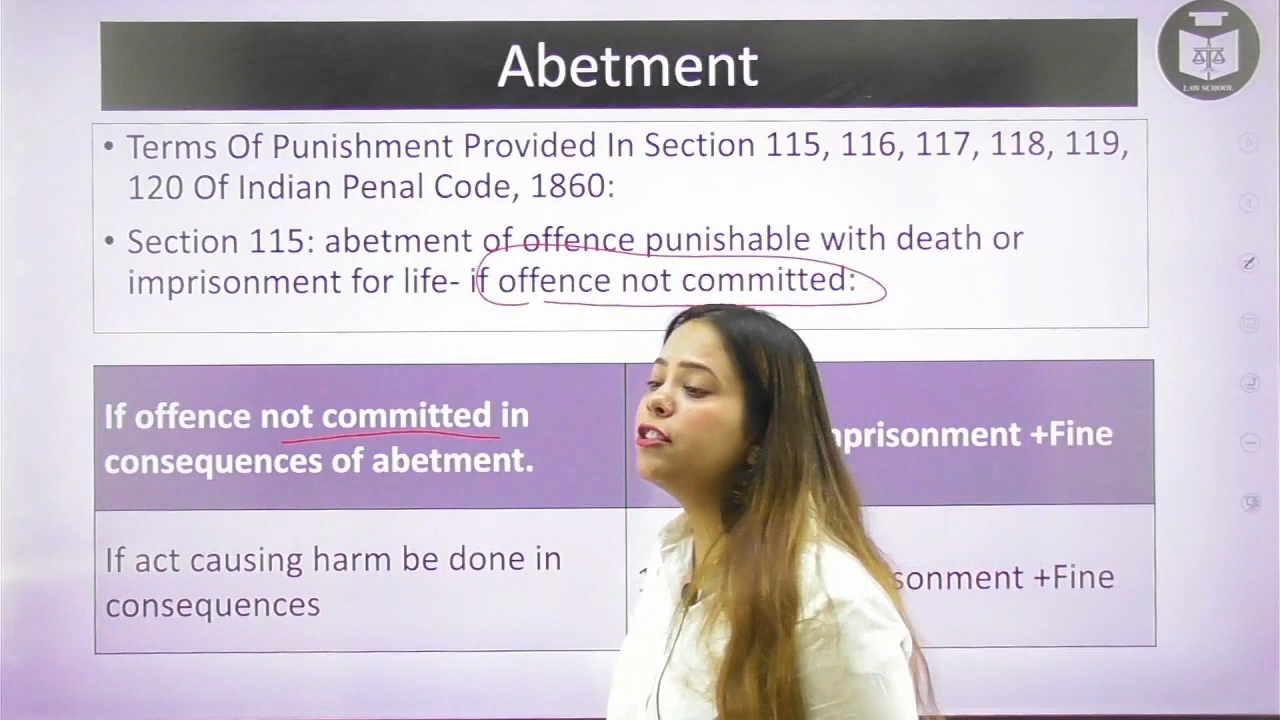 Abetment
LAW SCHOOL
• Terms Of Punishment Provided In Section 115, 116, 117, 118, 119,
120 Of Indian Penal Code, 1860:
• Section 115: abetment of offence punishable with death or
imprisonment for life- if offence not committed:
If offence not committed in
consequences of abetment.
+Fine
If act causing harm be done in
consequences
+Fine